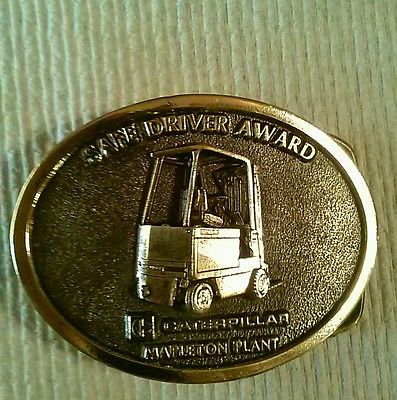 SAFE DRIVER AWARD
CATERPILLAR
MAPLETON PLANT